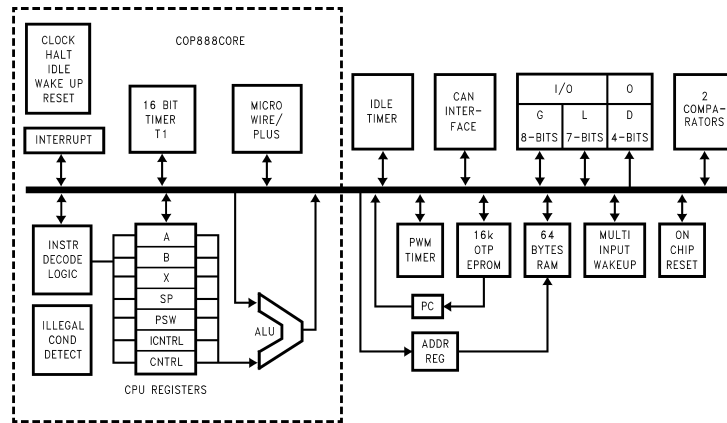 COP888CORE
CLOCK
HALT
IDLE
WAKE UP
RESET
INTERRUPT
16 BIT
TIMER
T1
MICRO
WIRE/
PLUS
IDLE
TIMER
CAN
INTER-
FACE
I/O
O
G
L
D
8-BITS
7-BITS
4-BITS
2
COMPA-
RATORS
INSTR
DECODE
LOGIC
ILLEGAL
COND
DETECT
A
B
X
SP
PSW
ICNTRL
CNTRL
CPU REGISTERS
ALU
PWM
TIMER
16k
OTP
EPROM
64
BYTES
RAM
MULTI
INPUT
WAKEUP
ON
CHIP
RESET
PC
ADDR
REG